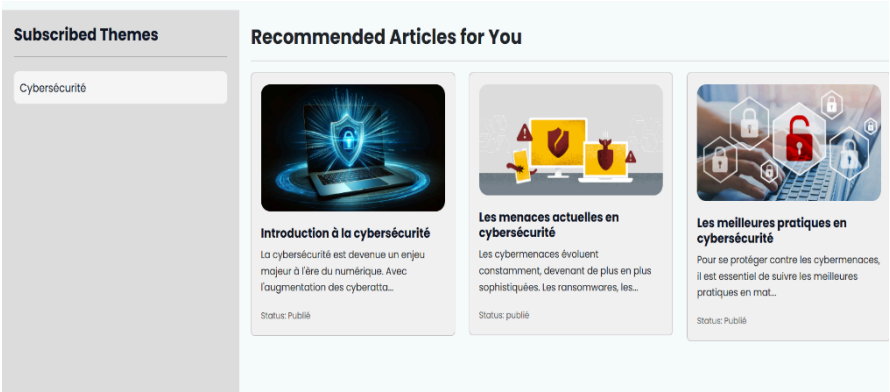 Subscribed Themes
Cybersécurité
Recommended Articles for You
Introduction à la cybersécurité
La cybersécurité est devenue un enjeu
majeur à l'ère du numérique. Avec
l'augmentation des cyberatta...
Status: Publié
Les menaces actuelles en
cybersécurité
Les cybermenaces évoluent
constamment, devenant de plus en plus
sophistiquées. Les ransomwares, les...
Status: publié
Les meilleures pratiques en
cybersécurité
Pour se protéger contre les cybermenaces,
il est essentiel de suivre les meilleures
pratiques en mat...
Status: Publié